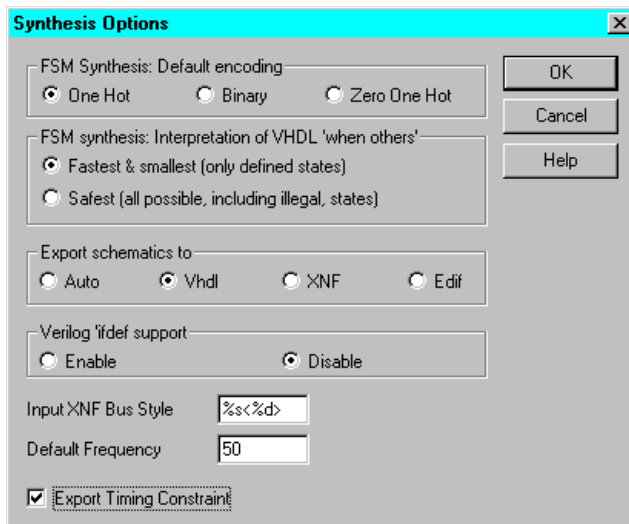 Synthesis Options
FSM Synthesis: Default encoding
One Hot Binary Zero One Hot
OK
Cancel
Help
FSM synthesis: Interpretation of VHDL 'when others'
Fastest & smallest (only defined states)
Safest (all possible, including illegal, states)
Export schematics to
Auto Vhdl XNF Edif
Verilog 'ifdef support
Enable Disable
Input XNF Bus Style %s<%d>
Default Frequency 50
Export Timing Constraint